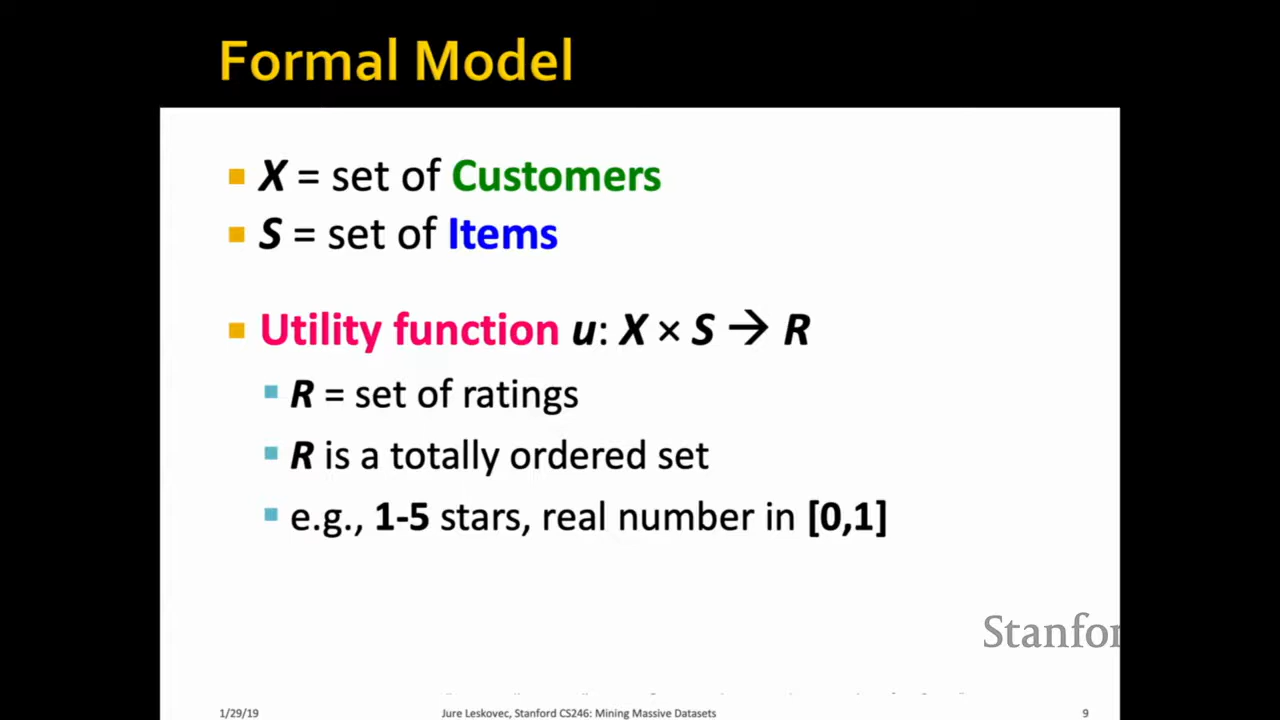 Formal Model
X = set of Customers
S = set of Items
Utility function u: X × S → R
R = set of ratings
R is a totally ordered set
e.g., 1-5 stars, real number in [0,1]
Stanfor
1/29/19 Jure Leskovec, Stanford CS246: Mining Massive Datasets 9